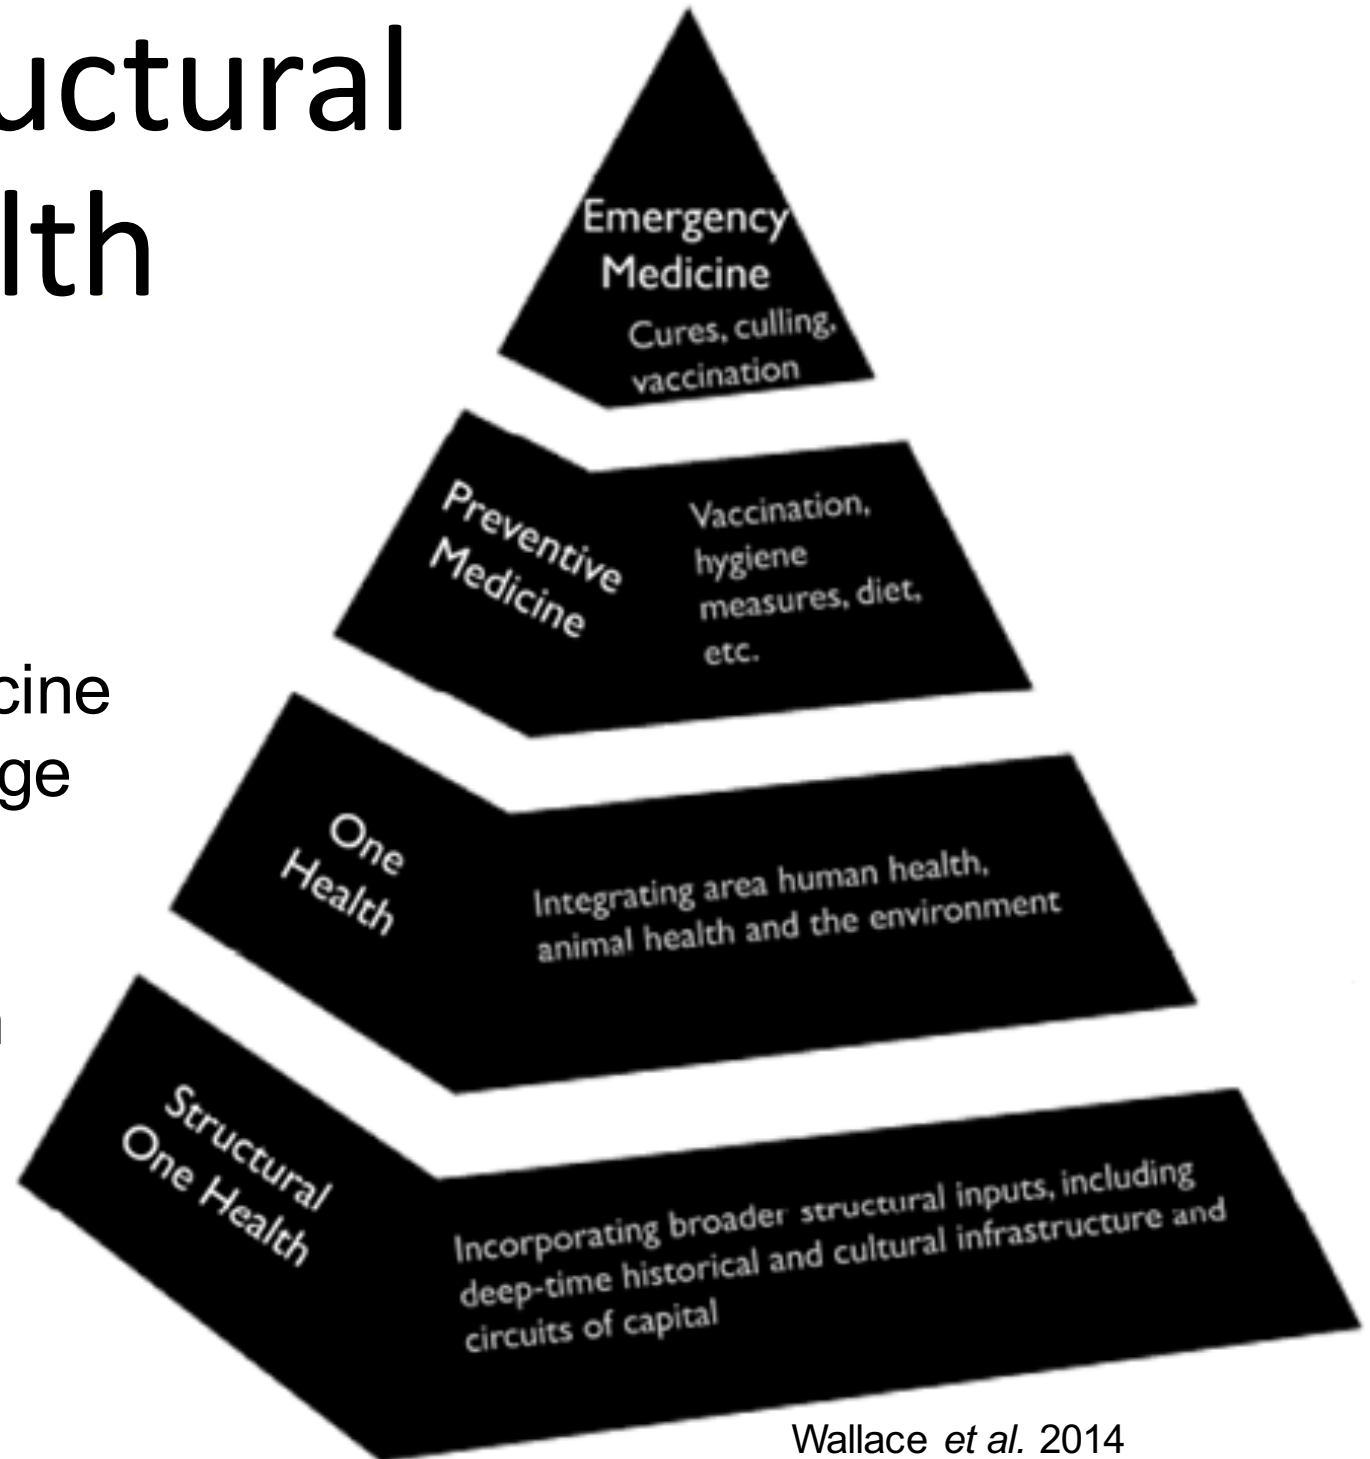 uctural
lth
cine
ge
Emergency
Medicine
Cures, culling,
vaccination
Preventive
Medicine
Vaccination,
hygiene
measures, diet,
etc.
One
Health
Integrating area human health,
animal health and the environment
Structural
One Health
Incorporating broader structural inputs, including
deep-time historical and cultural infrastructure and
circuits of capital
Wallace et al. 2014